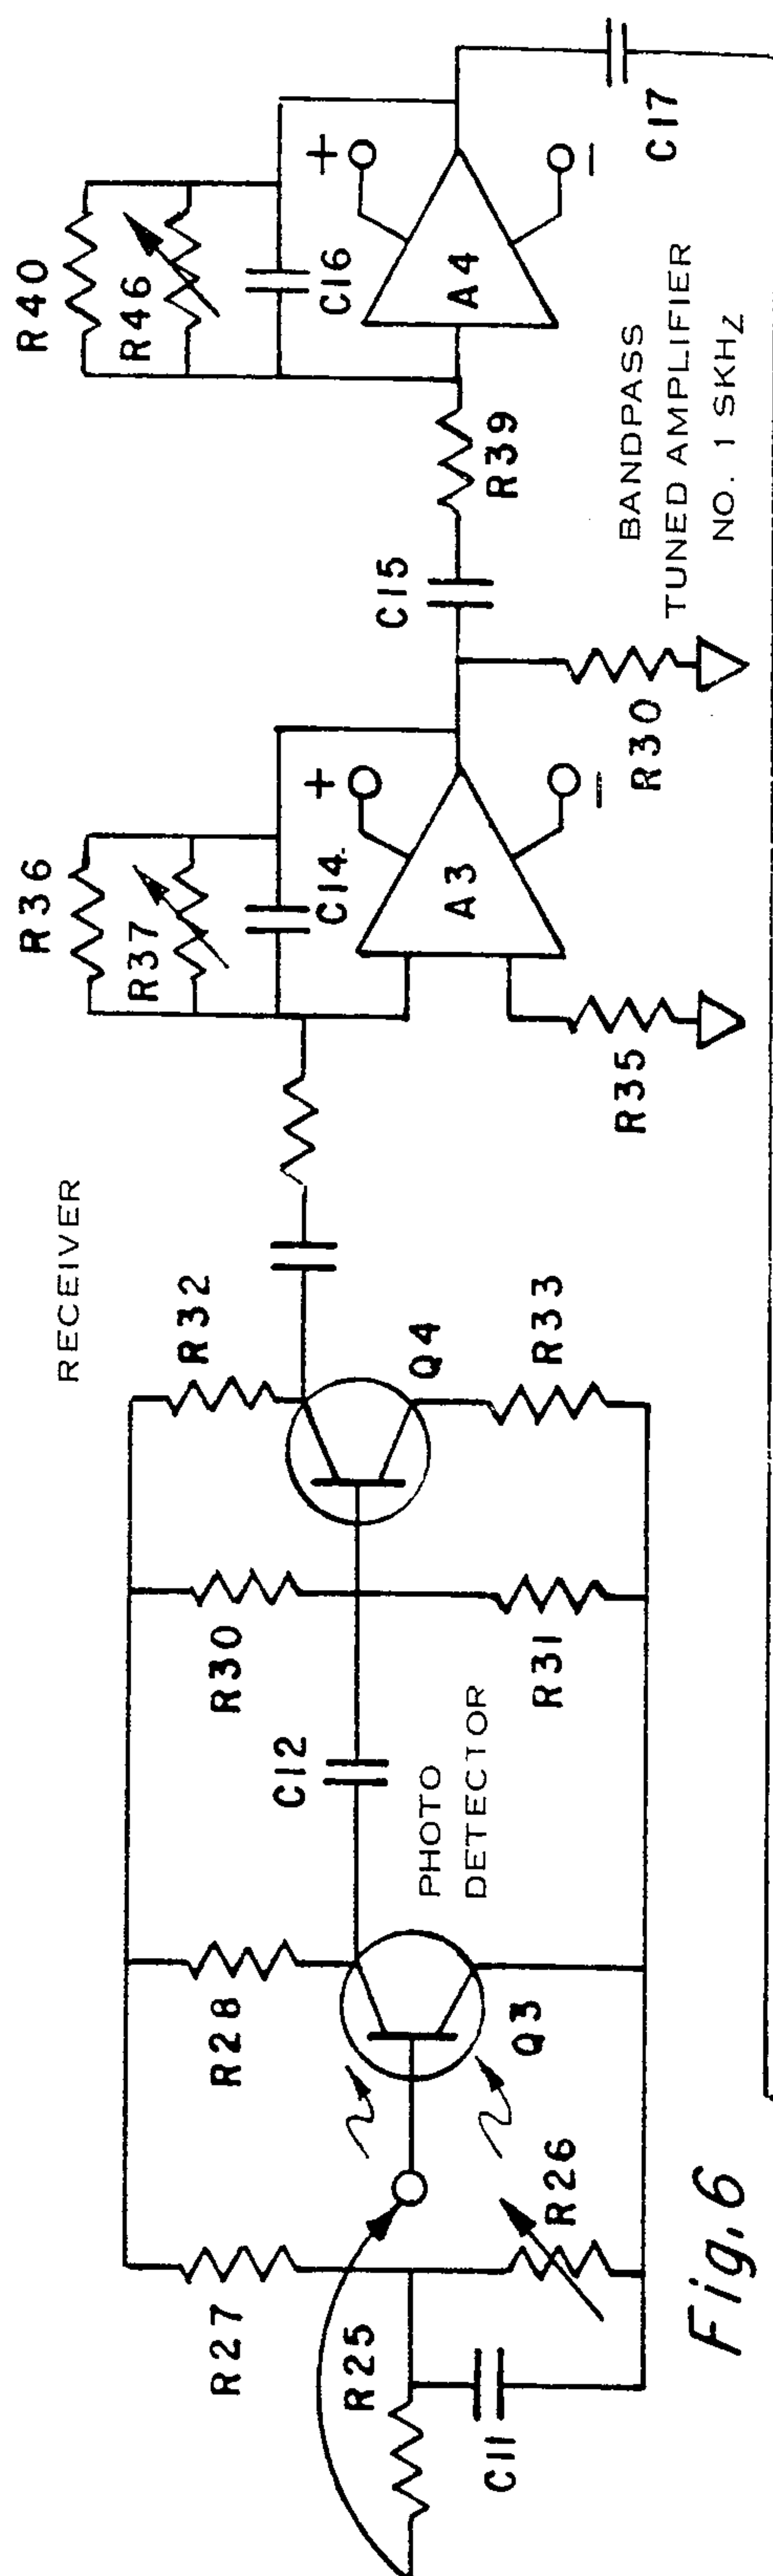 RECEIVER
R36
R37
C14
+
−
A3
R40
R46
C16
+
−
A4
C17
R32
Q4
R33
R35
R30
C15
R39
BANDPASS
TUNED AMPLIFIER
NO. 1 SKHZ
R27
R28
C12
R30
R31
PHOTO
DETECTOR
Q3
R25
R26
C11
Fig. 6